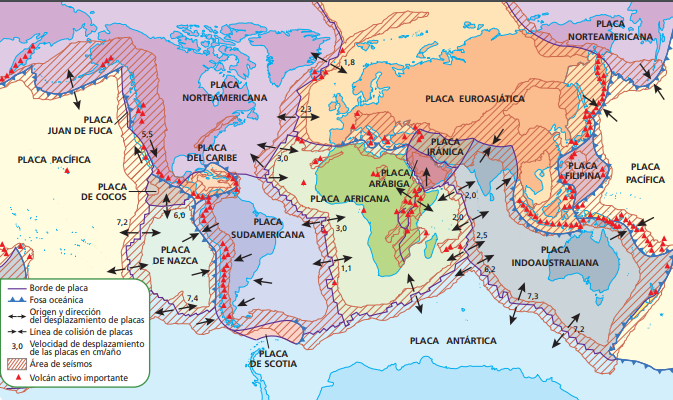 PLACA
NORTEAMERICANA
1,8
PLACA
NORTEAMERICANA
PLACA EUROASIÁTICA
2,3
PLACA
JUAN DE FUCA
5,5
PLACA
DEL CARIBE
3,0
PLACA
IRÁNICA
PLACA PACÍFICA
PLACA
ARÁBIGA
PLACA
FILIPINA
PLACA
PACÍFICA
PLACA
DE COCOS
6,0
PLACA AFRICANA
2,0
7,2
PLACA
SUDAMERICANA
3,0
2,0
2,5
PLACA
DE NAZCA
PLACA
INDOAUSTRALIANA
1,1
6,2
7,4
7,3
7,2
PLACA ANTÁRTICA
PLACA
DE SCOTIA
Borde de placa
Fosa oceánica
Origen y dirección
del desplazamiento de placas
Línea de colisión de placas
3,0 Velocidad de desplazamiento
de las placas en cm/año
Área de seísmos
Volcán activo importante